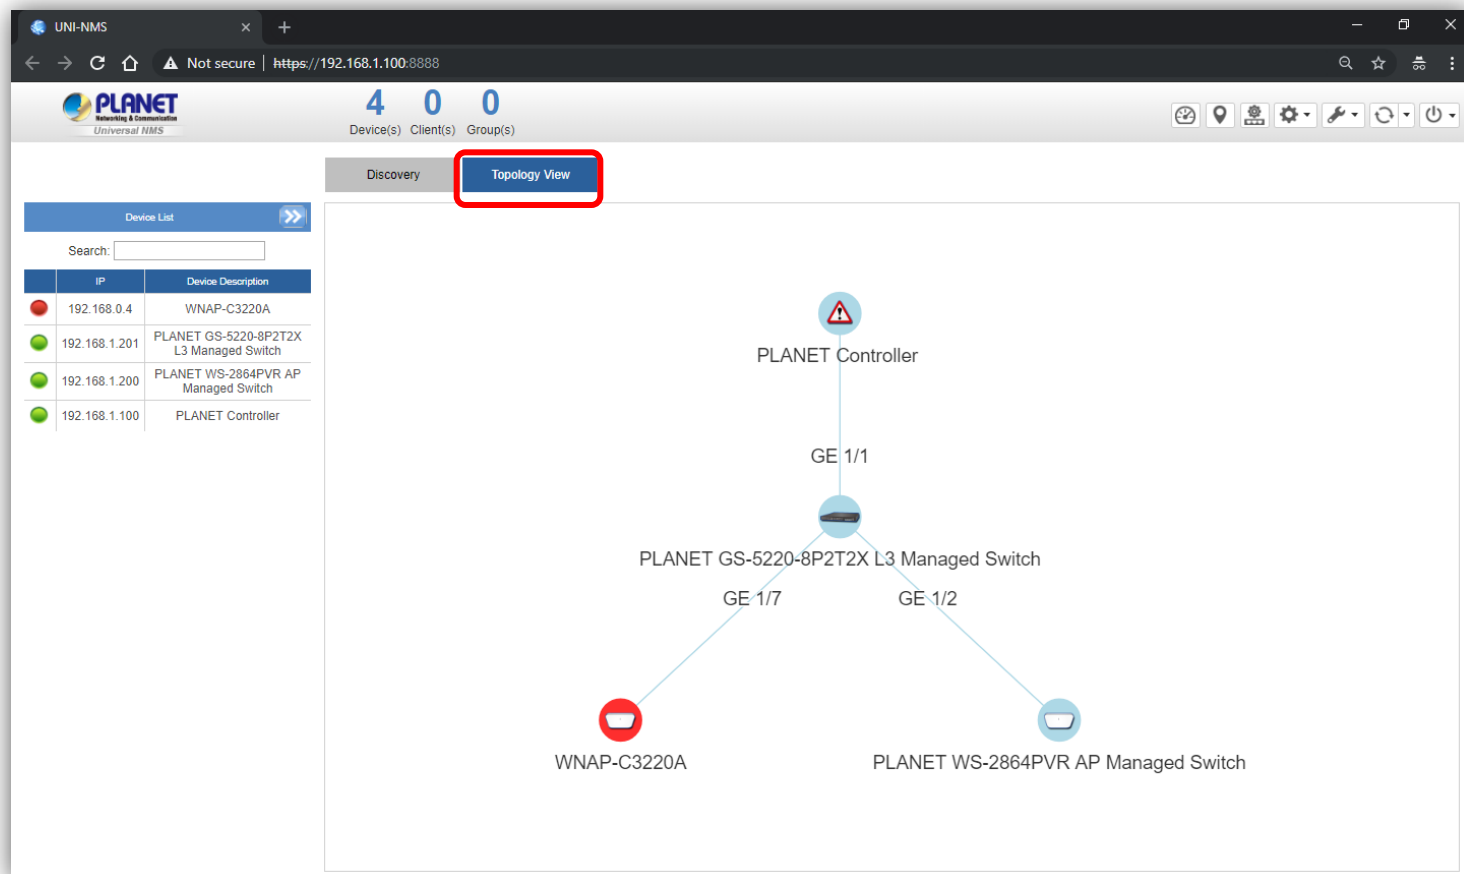 UNI-NMS
Not secure | https://192.168.1.100:8888
PLANET
Networking & Communication
Universal NMS
4 0 0
Device(s) Client(s) Group(s)
Discovery Topology View
Device List
Search:
IP Device Description
192.168.0.4 WNAP-C3220A
192.168.1.201 PLANET GS-5220-8P2T2X
L3 Managed Switch
192.168.1.200 PLANET WS-2864PVR AP
Managed Switch
192.168.1.100 PLANET Controller
PLANET Controller
GE 1/1
PLANET GS-5220-8P2T2X L3 Managed Switch
GE 1/7 GE 1/2
WNAP-C3220A
PLANET WS-2864PVR AP Managed Switch